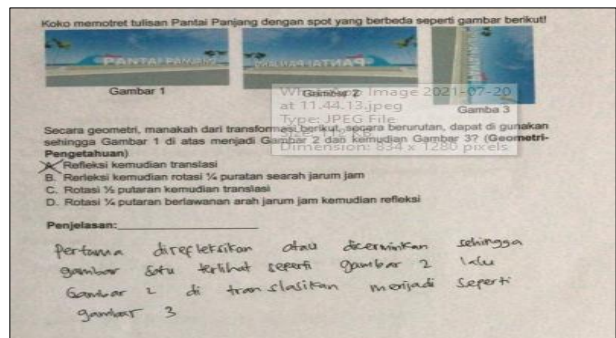 Koko memotret tulisan Pantai Panjang dengan spot yang berbeda seperti gambar berikut!
PANTAI PANJANG
Gambar 1
Gambar 2
Gamba 3
WhatsApp Image 2021-07-20
at 11.44.13.jpeg
Type: JPEG File
Dimension: 834 x 1280 pixels
Secara geometri, manakah dari transformasi berikut, secara berurutan, dapat di gunakan
sehingga Gambar 1 di atas menjadi Gambar 2 dan kemudian Gambar 3? (Geometri-
Pengetahuan)
A. Refleksi kemudian translasi
B. Refleksi kemudian rotasi ¼ puratan searah jarum jam
C. Rotasi ½ putaran kemudian translasi
D. Rotasi ¼ putaran berlawanan arah jarum jam kemudian refleksi
Penjelasan:
Pertama direfleksikan atau dicerminkan sehingga
gambar satu terlihat seperti gambar 2 lalu
Gambar 2 di translasikan menjadi seperti
gambar 3